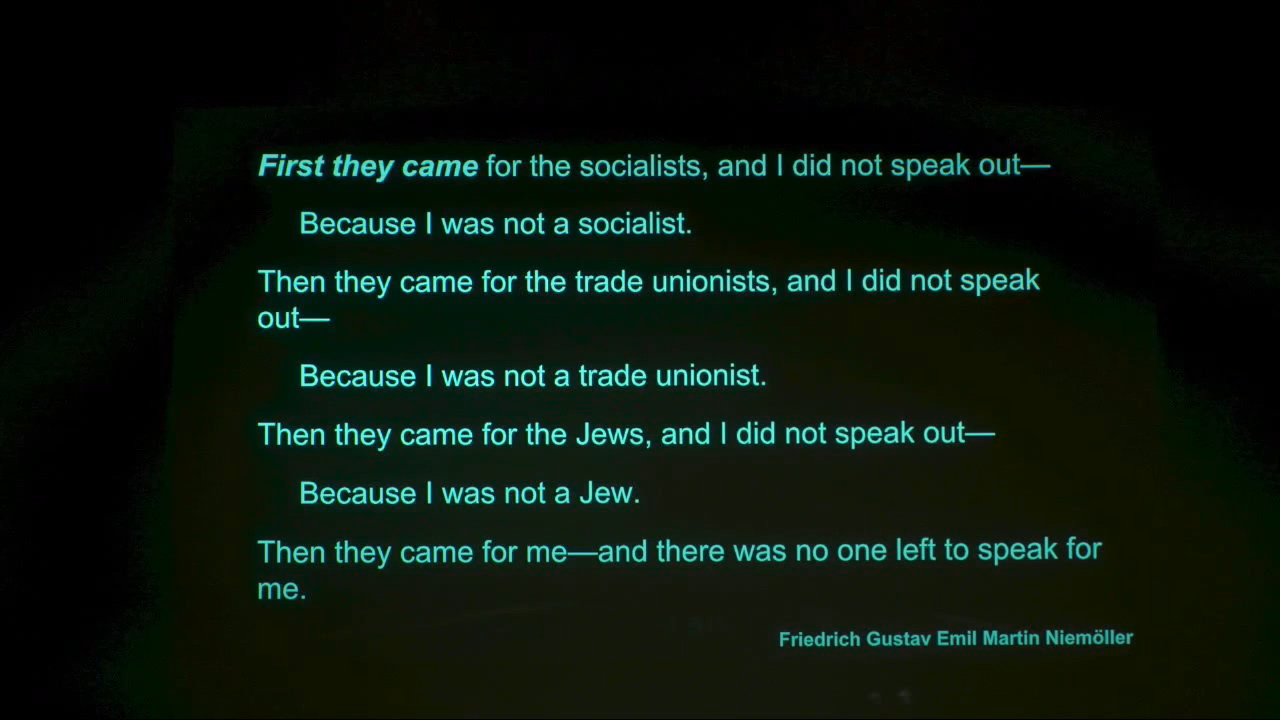 First they came for the socialists, and I did not speak out—
Because I was not a socialist.
Then they came for the trade unionists, and I did not speak
out—
Because I was not a trade unionist.
Then they came for the Jews, and I did not speak out—
Because I was not a Jew.
Then they came for me—and there was no one left to speak for
me.
Friedrich Gustav Emil Martin Niemöller